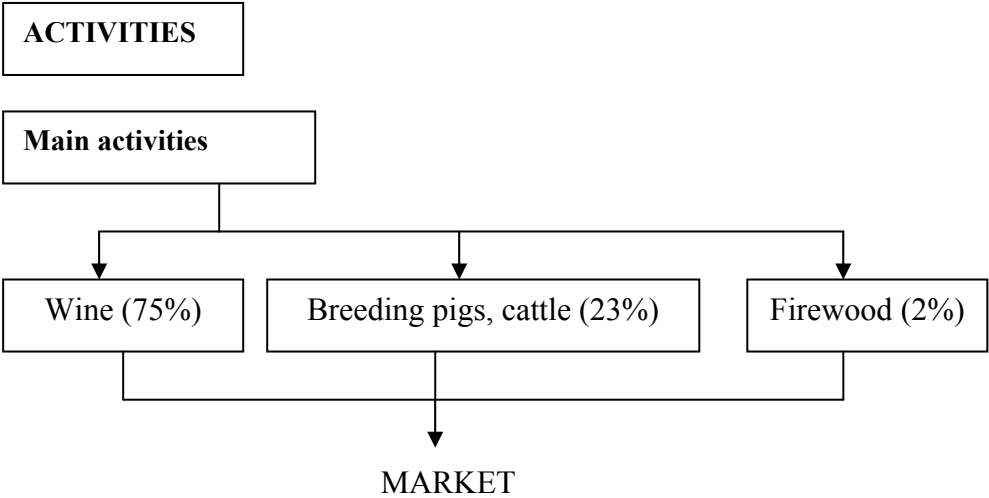 ACTIVITIES
Main activities
Wine (75%)
Breeding pigs, cattle (23%)
Firewood (2%)
MARKET